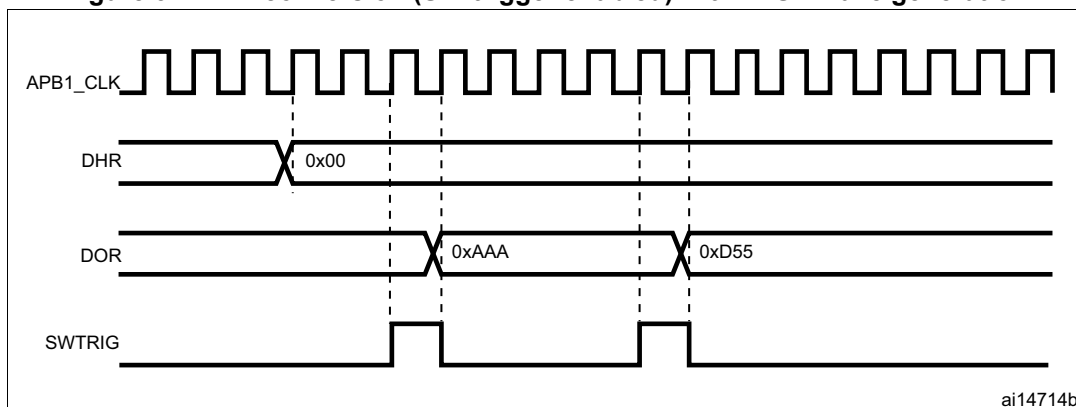 APB1_CLK
DHR
0x00
DOR
0xAAA
0xD55
SWTRIG
ai14714b